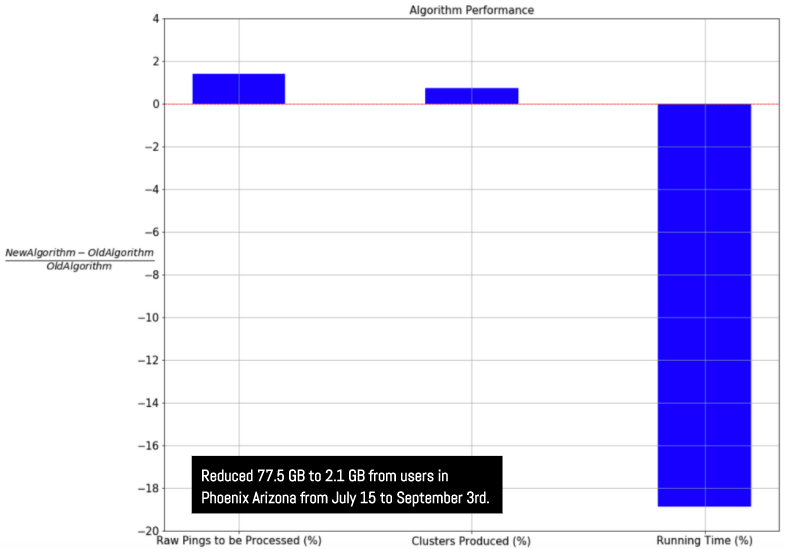 Algorithm Performance
4
2
0
−2
−4
−6
−8
−10
−12
−14
−16
−18
−20
NewAlgorithm − OldAlgorithm
OldAlgorithm
Reduced 77.5 GB to 2.1 GB from users in
Phoenix Arizona from July 15 to September 3rd.
Raw Pings to be Processed (%)
Clusters Produced (%)
Running Time (%)